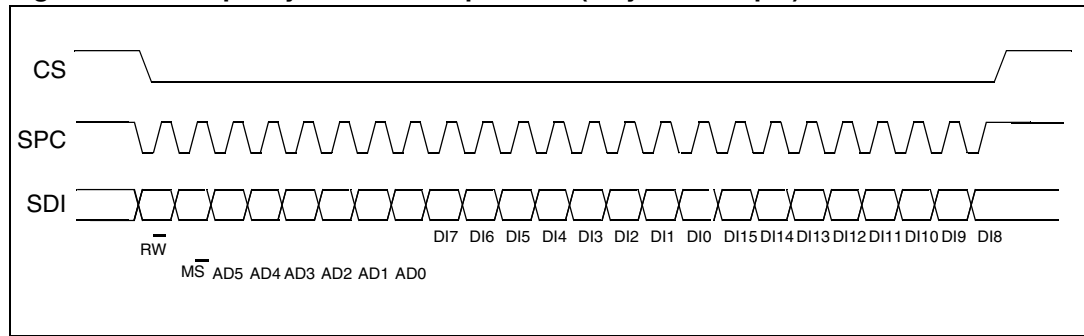 CS
SPC
SDI
DI7 DI6 DI5 DI4 DI3 DI2 DI1 DI0 DI15 DI14 DI13 DI12 DI11 DI10 DI9 DI8
RW
MS AD5 AD4 AD3 AD2 AD1 AD0